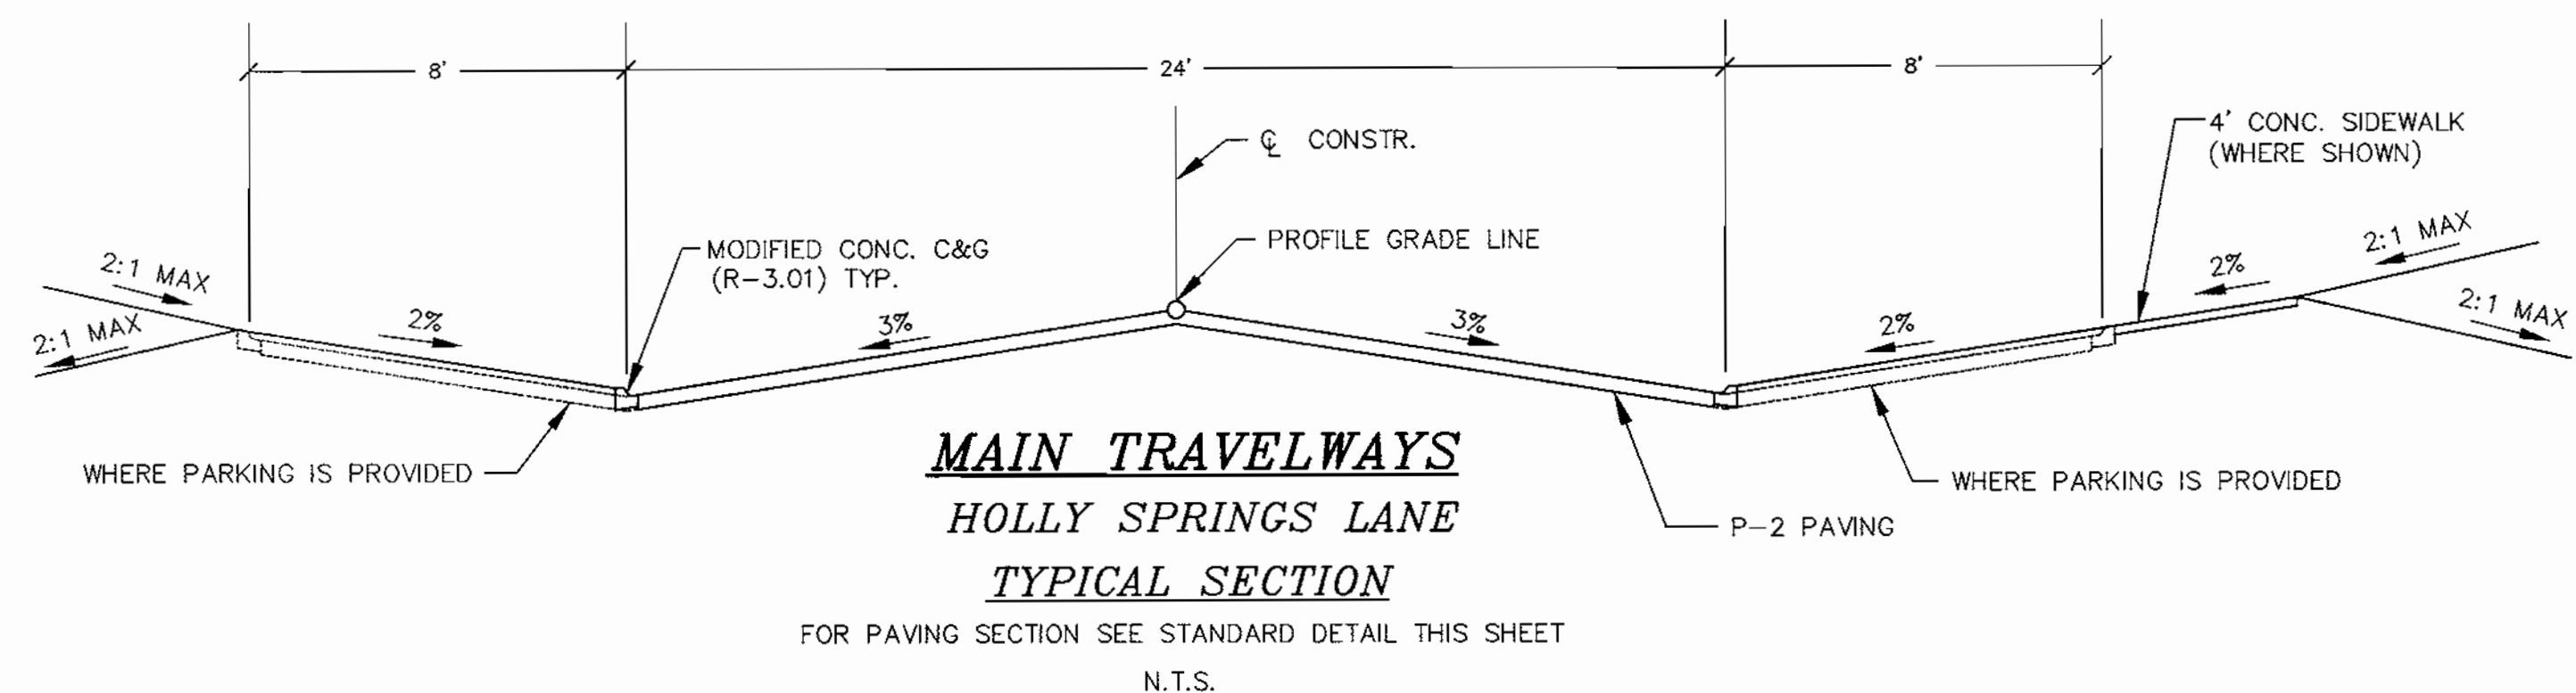 8'
24'
8'
4' CONC. SIDEWALK
(WHERE SHOWN)
℄ CONSTR.
PROFILE GRADE LINE
MODIFIED CONC. C&G
(R-3.01) TYP.
2:1 MAX
2:1 MAX
2%
3%
3%
2%
2%
2:1 MAX
2:1 MAX
WHERE PARKING IS PROVIDED
WHERE PARKING IS PROVIDED
P-2 PAVING
MAIN TRAVELWAYS
HOLLY SPRINGS LANE
TYPICAL SECTION
FOR PAVING SECTION SEE STANDARD DETAIL THIS SHEET
N.T.S.